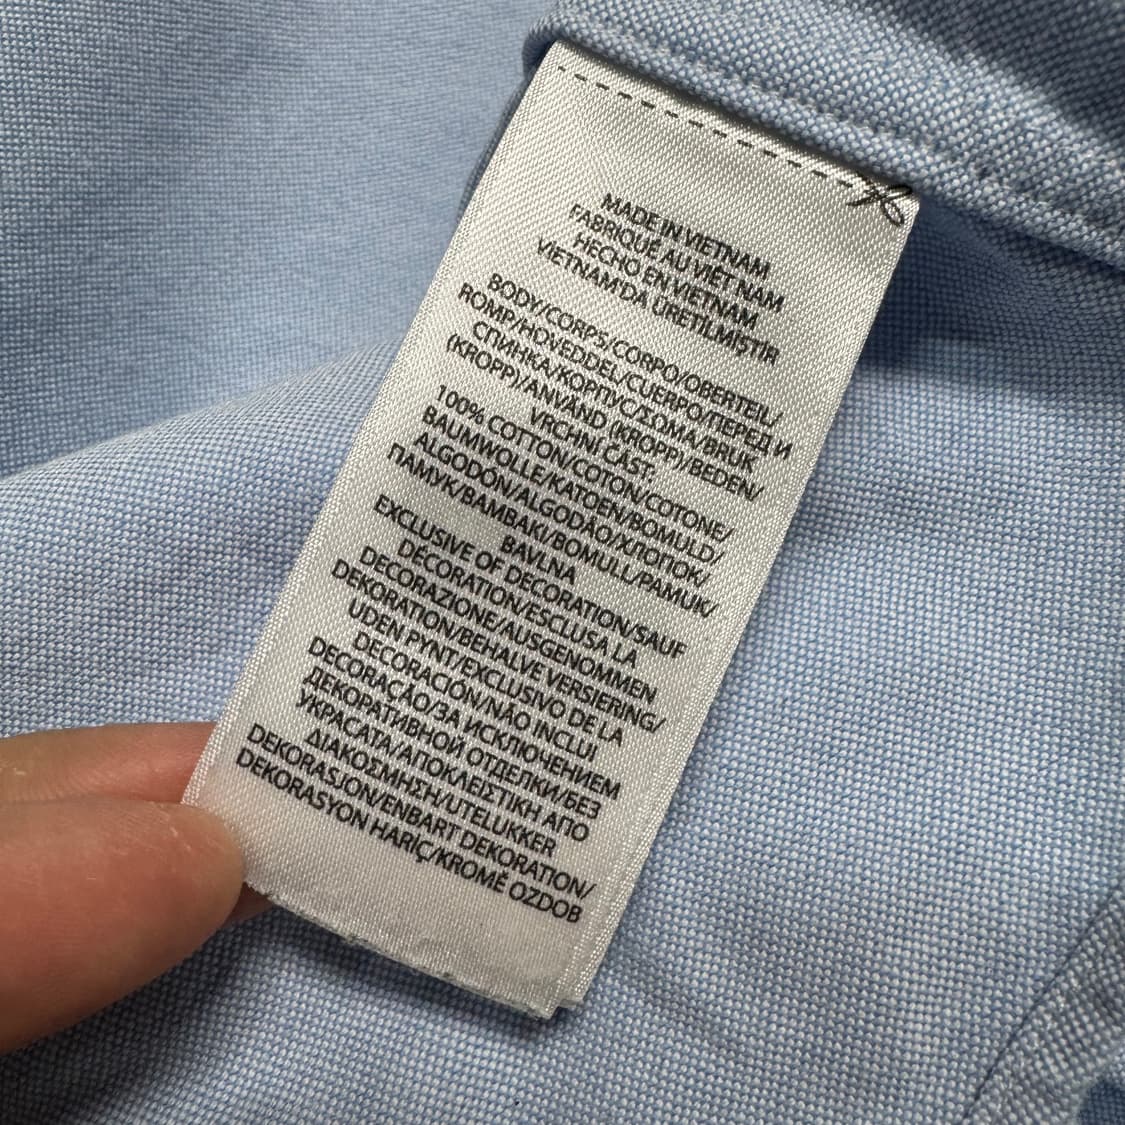 MADE IN VIETNAM
FABRIQUÉ AU VIET NAM
HECHO EN VIETNAM
VIETNAM'DA ÜRETİLMİŞTİR
BODY/CORPS/CORPO/OBERTEIL/
ROMP/HOVEDDEL/CUERPO/ПЕРЕД И
СПИНКА/КОРПУС/ΣΩΜΑ/BRUK
(KROPP)/ANVÄND (KROPP)/BEDEN/
VRCHNÍ ČÁST:
100% COTTON/COTON/COTONE/
BAUMWOLLE/KATOEN/BOMULD/
ALGODÓN/ALGODÃO/ХЛОПОК/
ПАМУК/ΒΑΜΒΑΚΙ/BOMULL/PAMUK/
BAVLNA
EXCLUSIVE OF DECORATION/SAUF
DÉCORATION/ESCLUSA LA
DECORAZIONE/AUSGENOMMEN
DEKORATION/BEHALVE VERSIERING/
UDEN PYNT/EXCLUSIVO DE LA
DECORACIÓN/NÃO INCLUI
DECORAÇÃO/ЗА ИСКЛЮЧЕНИЕМ
ДЕКОРАТИВНОЙ ОТДЕЛКИ/БЕЗ
УКРАСАТА/ΑΠΟΚΛΕΙΣΤΙΚΗ ΑΠΟ
ΔΙΑΚΟΣΜΗΣΗ/UTELUKKER
DEKORASJON/ENBART DEKORATION/
DEKORASYON HARİÇ/KROMĚ OZDOB